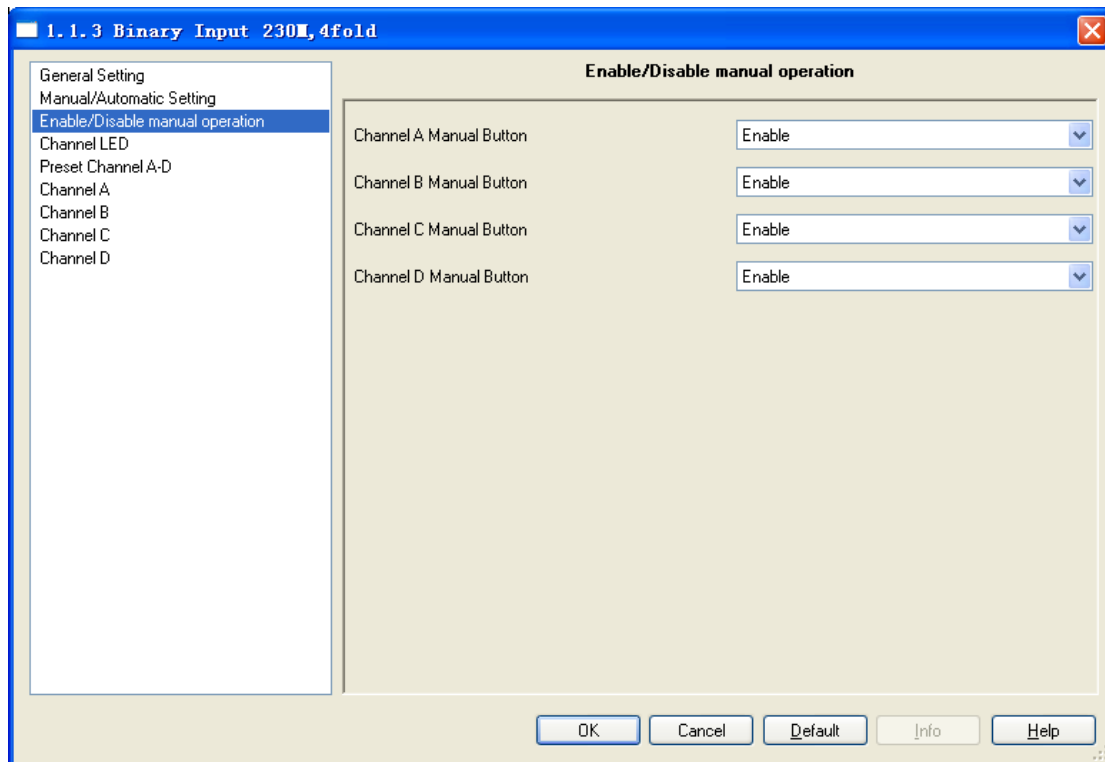 1.1.3 Binary Input 230M,4fold
General Setting
Manual/Automatic Setting
Enable/Disable manual operation
Channel LED
Preset Channel A-D
Channel A
Channel B
Channel C
Channel D
Enable/Disable manual operation
Channel A Manual Button Enable
Channel B Manual Button Enable
Channel C Manual Button Enable
Channel D Manual Button Enable
OK Cancel Default Info Help